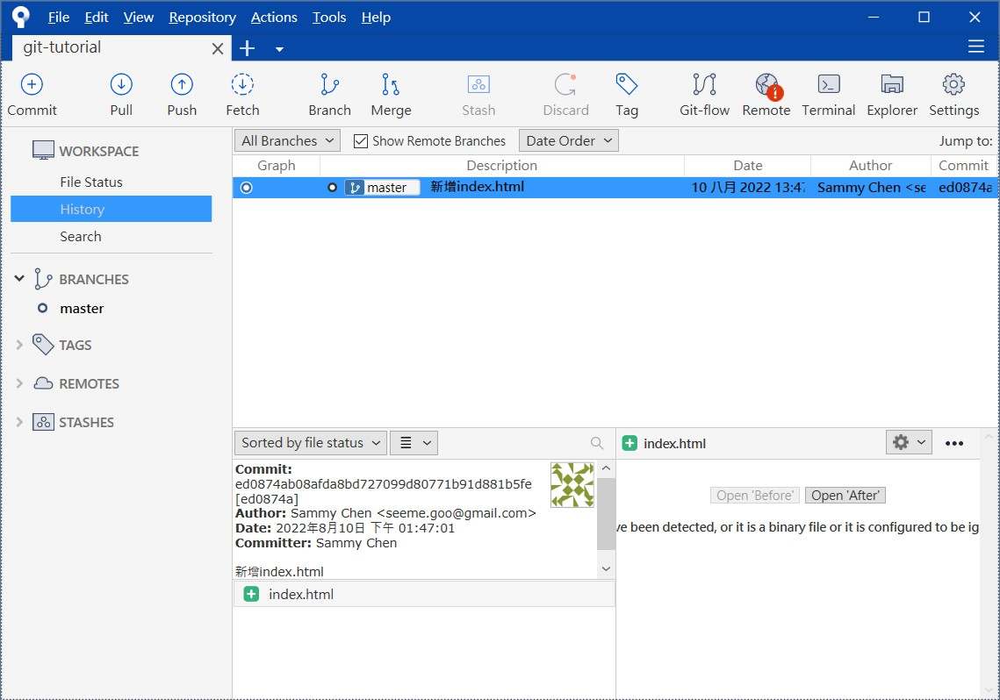 File Edit View Repository Actions Tools Help
git-tutorial
Commit Pull Push Fetch Branch Merge Stash Discard Tag Git-flow Remote Terminal Explorer Settings
WORKSPACE
File Status
History
Search
BRANCHES
master
TAGS
REMOTES
STASHES
All Branches Show Remote Branches Date Order Jump to:
Graph Description Date Author Commit
master 新增index.html 10 八月 2022 13:47 Sammy Chen <se ed0874a
Sorted by file status
Commit:
ed0874ab08afda8bd727099d80771b91d881b5fe
[ed0874a]
Author: Sammy Chen <seeme.goo@gmail.com>
Date: 2022年8月10日 下午 01:47:01
Committer: Sammy Chen
新增index.html
index.html
index.html
Open 'Before' Open 'After'
ve been detected, or it is a binary file or it is configured to be ig